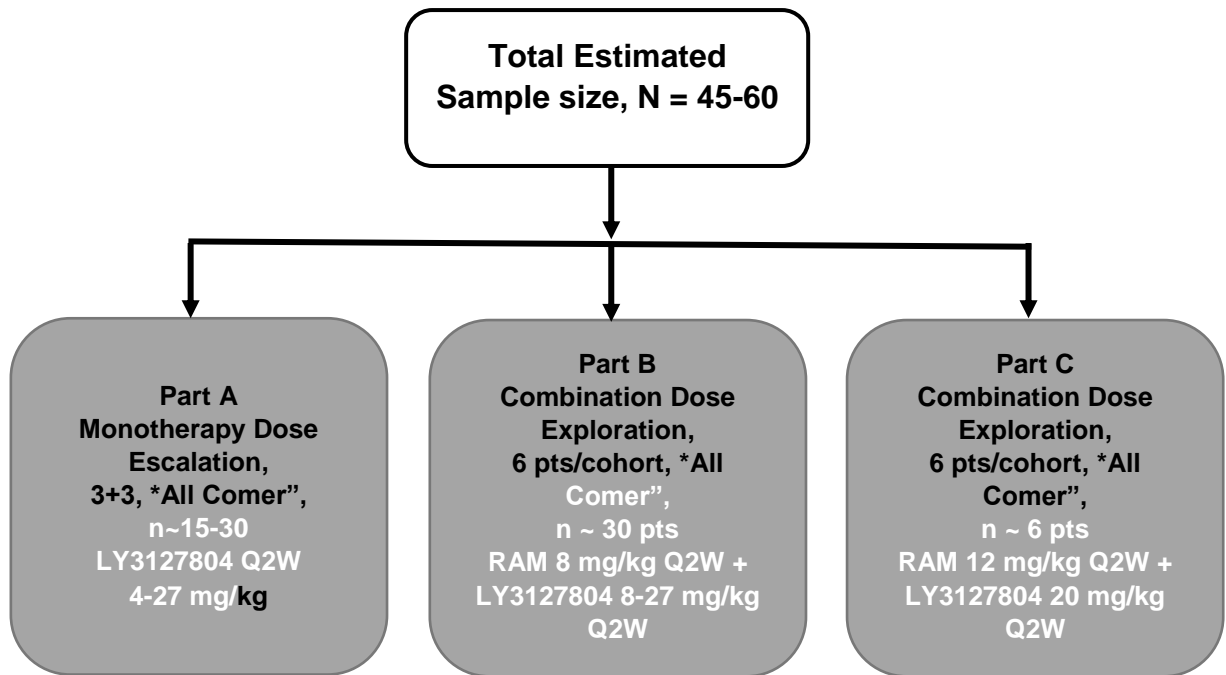 Total Estimated
Sample size, N = 45-60
Part A
Monotherapy Dose
Escalation,
3+3, *All Comer”,
n~15-30
LY3127804 Q2W
4-27 mg/kg
Part B
Combination Dose
Exploration,
6 pts/cohort, *All
Comer”,
n ~ 30 pts
RAM 8 mg/kg Q2W +
LY3127804 8-27 mg/kg
Q2W
Part C
Combination Dose
Exploration,
6 pts/cohort, *All
Comer”,
n ~ 6 pts
RAM 12 mg/kg Q2W +
LY3127804 20 mg/kg
Q2W